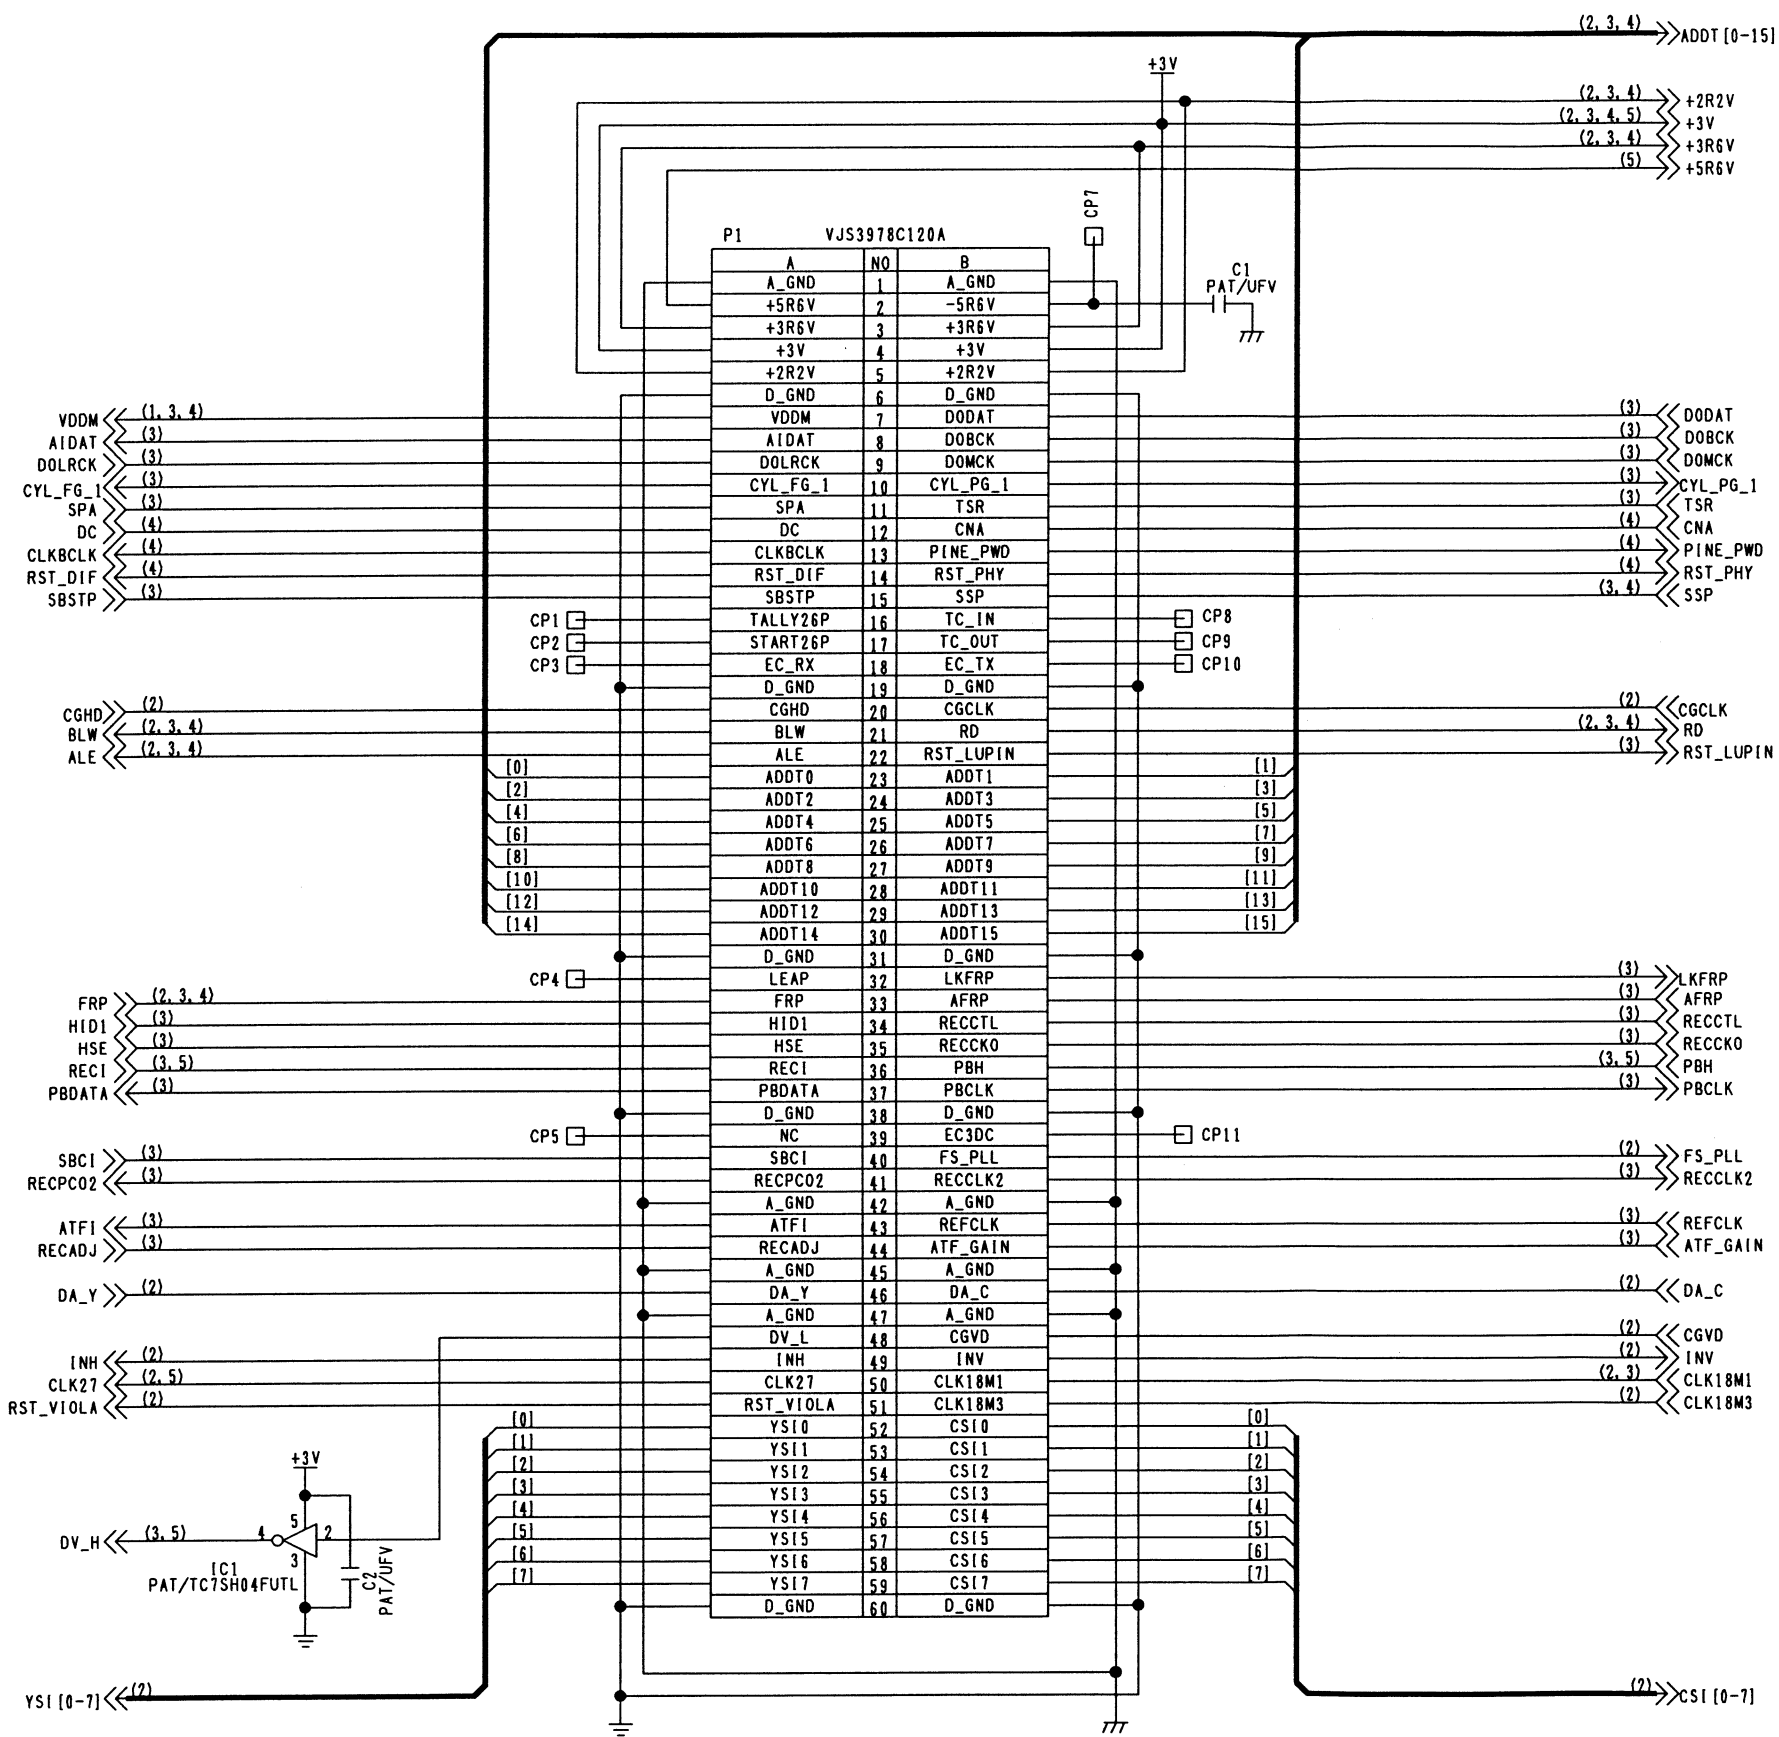 (2, 3, 4) ADDT[0-15]
+3V
(2, 3, 4) +2R2V
(2, 3, 4, 5) +3V
(2, 3, 4) +3R6V
(5) +5R6V
CP7
P1 VJS3978C120A
C1
PAT/UFV
A NO B
A_GND 1 A_GND
+5R6V 2 -5R6V
+3R6V 3 +3R6V
+3V 4 +3V
+2R2V 5 +2R2V
D_GND 6 D_GND
VDDM (1, 3, 4) VDDM 7 DODAT (3) DODAT
AIDAT (3) AIDAT 8 DOBCK (3) DOBCK
DOLRCK (3) DOLRCK 9 DOMCK (3) DOMCK
CYL_FG_1 (3) CYL_FG_1 10 CYL_PG_1 (3) CYL_PG_1
SPA (3) SPA 11 TSR (3) TSR
DC (4) DC 12 CNA (4) CNA
CLKBCLK (4) CLKBCLK 13 PINE_PWD (4) PINE_PWD
RST_DIF (4) RST_DIF 14 RST_PHY (4) RST_PHY
SBSTP (3) SBSTP 15 SSP (3, 4) SSP
CP1 TALLY26P 16 TC_IN CP8
CP2 START26P 17 TC_OUT CP9
CP3 EC_RX 18 EC_TX CP10
D_GND 19 D_GND
CGHD (2) CGHD 20 CGCLK (2) CGCLK
BLW (2, 3, 4) BLW 21 RD (2, 3, 4) RD
ALE (2, 3, 4) ALE 22 RST_LUPIN (3) RST_LUPIN
[0] ADDT0 23 ADDT1 [1]
[2] ADDT2 24 ADDT3 [3]
[4] ADDT4 25 ADDT5 [5]
[6] ADDT6 26 ADDT7 [7]
[8] ADDT8 27 ADDT9 [9]
[10] ADDT10 28 ADDT11 [11]
[12] ADDT12 29 ADDT13 [13]
[14] ADDT14 30 ADDT15 [15]
D_GND 31 D_GND
CP4 LEAP 32 LKFRP (3) LKFRP
FRP (2, 3, 4) FRP 33 AFRP (3) AFRP
HID1 (3) HID1 34 RECCTL (3) RECCTL
HSE (3) HSE 35 RECCKO (3) RECCKO
RECI (3, 5) RECI 36 PBH (3, 5) PBH
PBDATA (3) PBDATA 37 PBCLK (3) PBCLK
D_GND 38 D_GND
CP5 NC 39 EC3DC CP11
SBCI (3) SBCI 40 FS_PLL (2) FS_PLL
RECPCO2 (3) RECPCO2 41 RECCLK2 (3) RECCLK2
A_GND 42 A_GND
ATFI (3) ATFI 43 REFCLK (3) REFCLK
RECADJ (3) RECADJ 44 ATF_GAIN (3) ATF_GAIN
A_GND 45 A_GND
DA_Y (2) DA_Y 46 DA_C (2) DA_C
A_GND 47 A_GND
DV_L 48 CGVD (2) CGVD
INH (2) INH 49 INV (2) INV
CLK27 (2, 5) CLK27 50 CLK18M1 (2, 3) CLK18M1
RST_VIOLA (2) RST_VIOLA 51 CLK18M3 (2) CLK18M3
[0] YSI0 52 CSI0 [0]
[1] YSI1 53 CSI1 [1]
[2] YSI2 54 CSI2 [2]
[3] YSI3 55 CSI3 [3]
[4] YSI4 56 CSI4 [4]
[5] YSI5 57 CSI5 [5]
[6] YSI6 58 CSI6 [6]
[7] YSI7 59 CSI7 [7]
D_GND 60 D_GND
+3V
5
DV_H (3, 5) 4 2
3
IC1
PAT/TC7SH04FUTL
C2
PAT/UFV
YSI[0-7] (2)
(2) CSI[0-7]